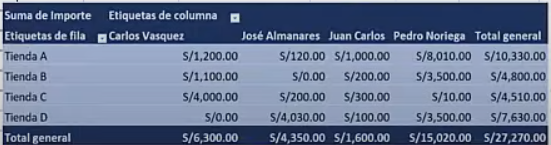 Suma de Importe Etiquetas de columna
Etiquetas de fila Carlos Vasquez José Almanares Juan Carlos Pedro Noriega Total general
Tienda A S/1,200.00 S/120.00 S/1,000.00 S/8,010.00 S/10,330.00
Tienda B S/1,100.00 S/0.00 S/200.00 S/3,500.00 S/4,800.00
Tienda C S/4,000.00 S/200.00 S/300.00 S/10.00 S/4,510.00
Tienda D S/0.00 S/4,030.00 S/100.00 S/3,500.00 S/7,630.00
Total general S/6,300.00 S/4,350.00 S/1,600.00 S/15,020.00 S/27,270.00